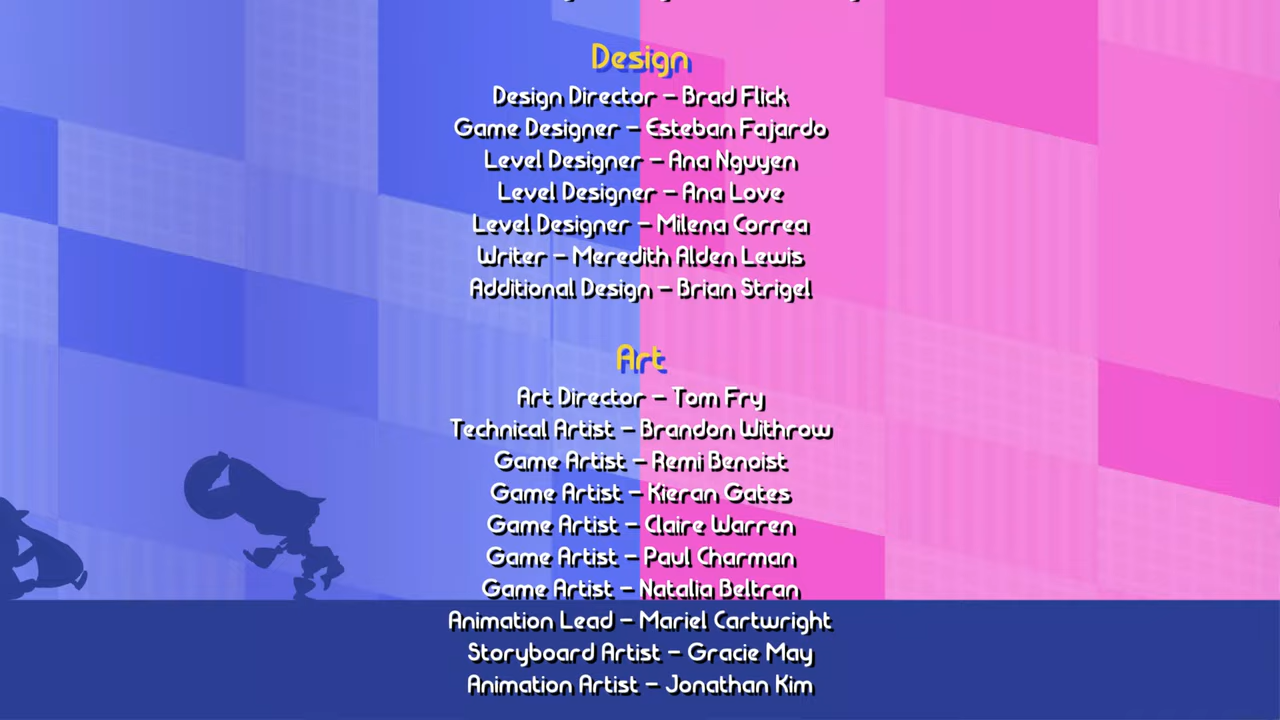 Design
Design Director – Brad Flick
Game Designer – Esteban Fajardo
Level Designer – Ana Nguyen
Level Designer – Ana Love
Level Designer – Milena Correa
Writer – Meredith Alden Lewis
Additional Design – Brian Strigel
Art
Art Director – Tom Fry
Technical Artist – Brandon Withrow
Game Artist – Remi Benoist
Game Artist – Kieran Gates
Game Artist – Claire Warren
Game Artist – Paul Charman
Game Artist – Natalia Beltran
Animation Lead – Mariel Cartwright
Storyboard Artist – Gracie May
Animation Artist – Jonathan Kim